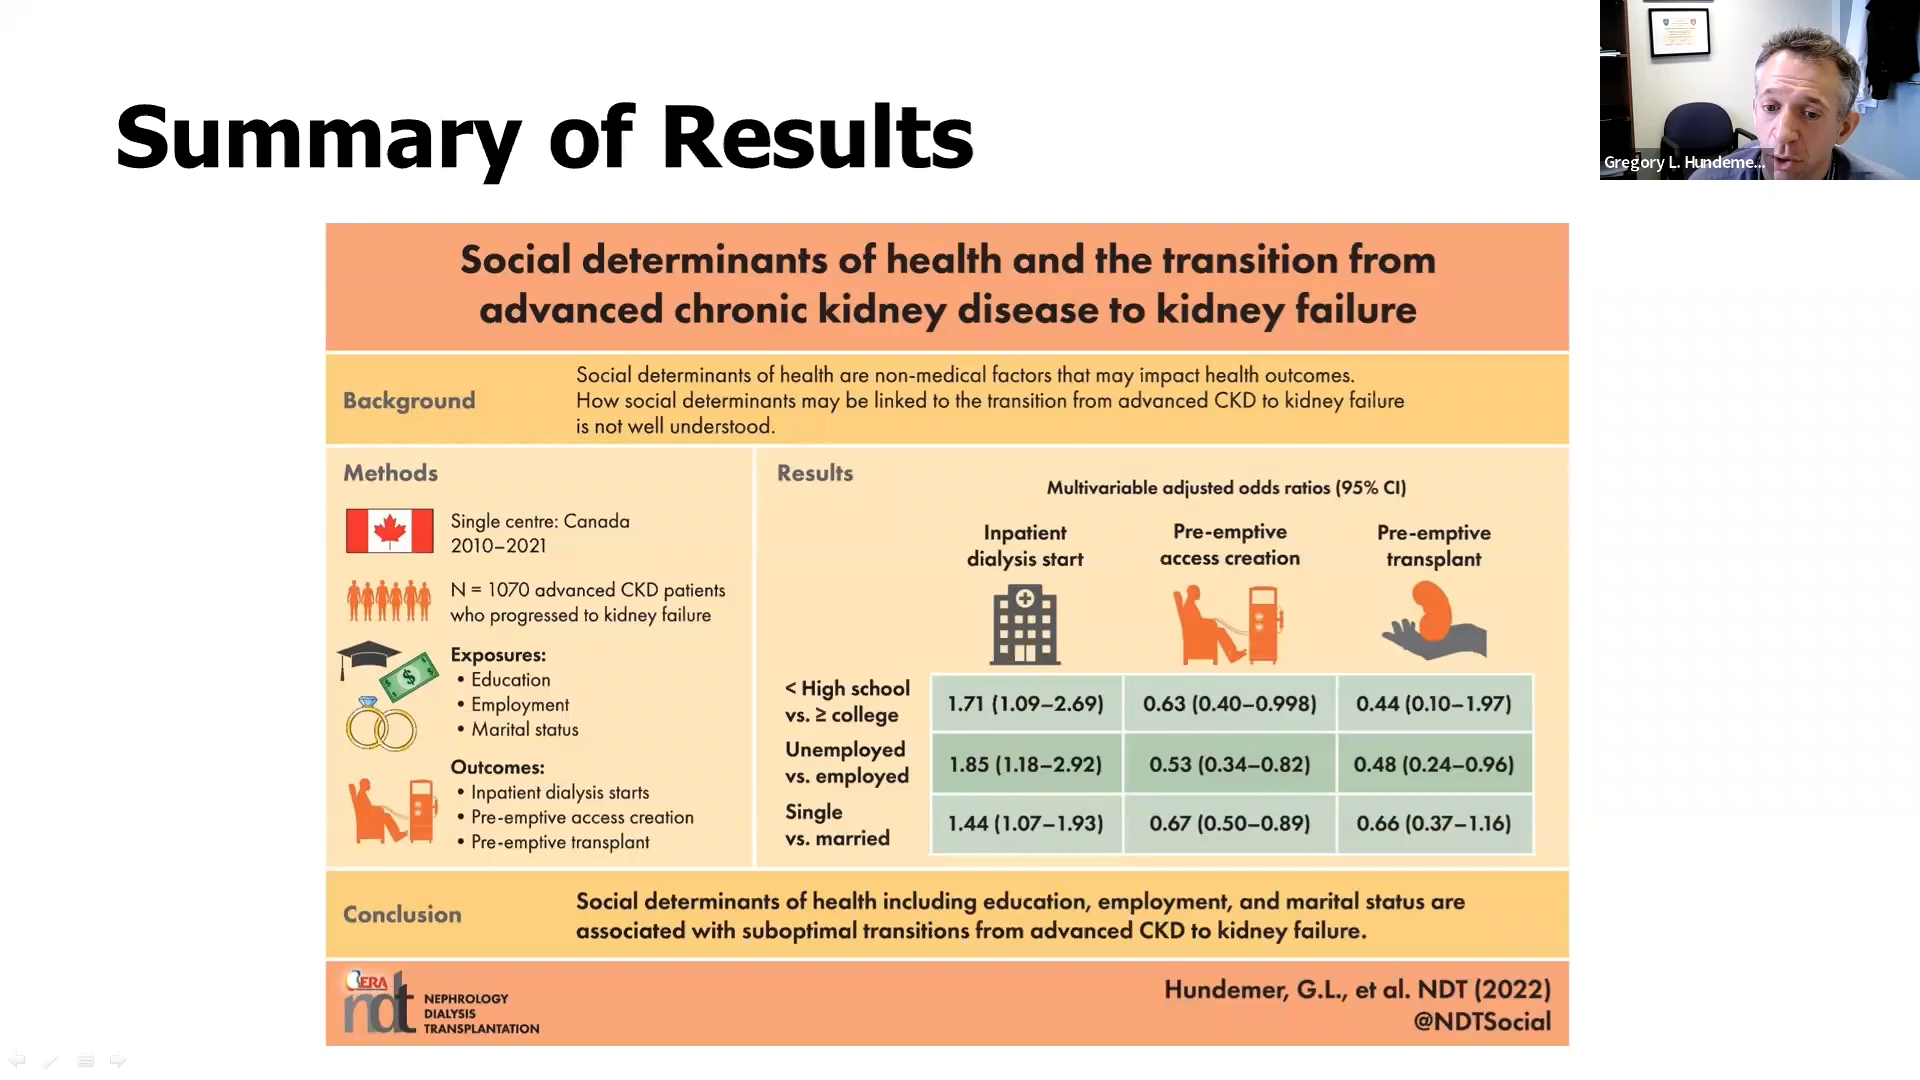 Summary of Results
Gregory L. Hundeme...
Social determinants of health and the transition from
advanced chronic kidney disease to kidney failure
Background
Social determinants of health are non-medical factors that may impact health outcomes.
How social determinants may be linked to the transition from advanced CKD to kidney failure
is not well understood.
Methods
Single centre: Canada
2010–2021
N = 1070 advanced CKD patients
who progressed to kidney failure
$
Exposures:
• Education
• Employment
• Marital status
Outcomes:
• Inpatient dialysis starts
• Pre-emptive access creation
• Pre-emptive transplant
Results
Multivariable adjusted odds ratios (95% CI)
Inpatient
dialysis start
Pre-emptive
access creation
Pre-emptive
transplant
< High school
vs. ≥ college
1.71 (1.09–2.69)
0.63 (0.40–0.998)
0.44 (0.10–1.97)
Unemployed
vs. employed
1.85 (1.18–2.92)
0.53 (0.34–0.82)
0.48 (0.24–0.96)
Single
vs. married
1.44 (1.07–1.93)
0.67 (0.50–0.89)
0.66 (0.37–1.16)
Conclusion
Social determinants of health including education, employment, and marital status are
associated with suboptimal transitions from advanced CKD to kidney failure.
ERA
ndt
NEPHROLOGY
DIALYSIS
TRANSPLANTATION
Hundemer, G.L., et al. NDT (2022)
@NDTSocial